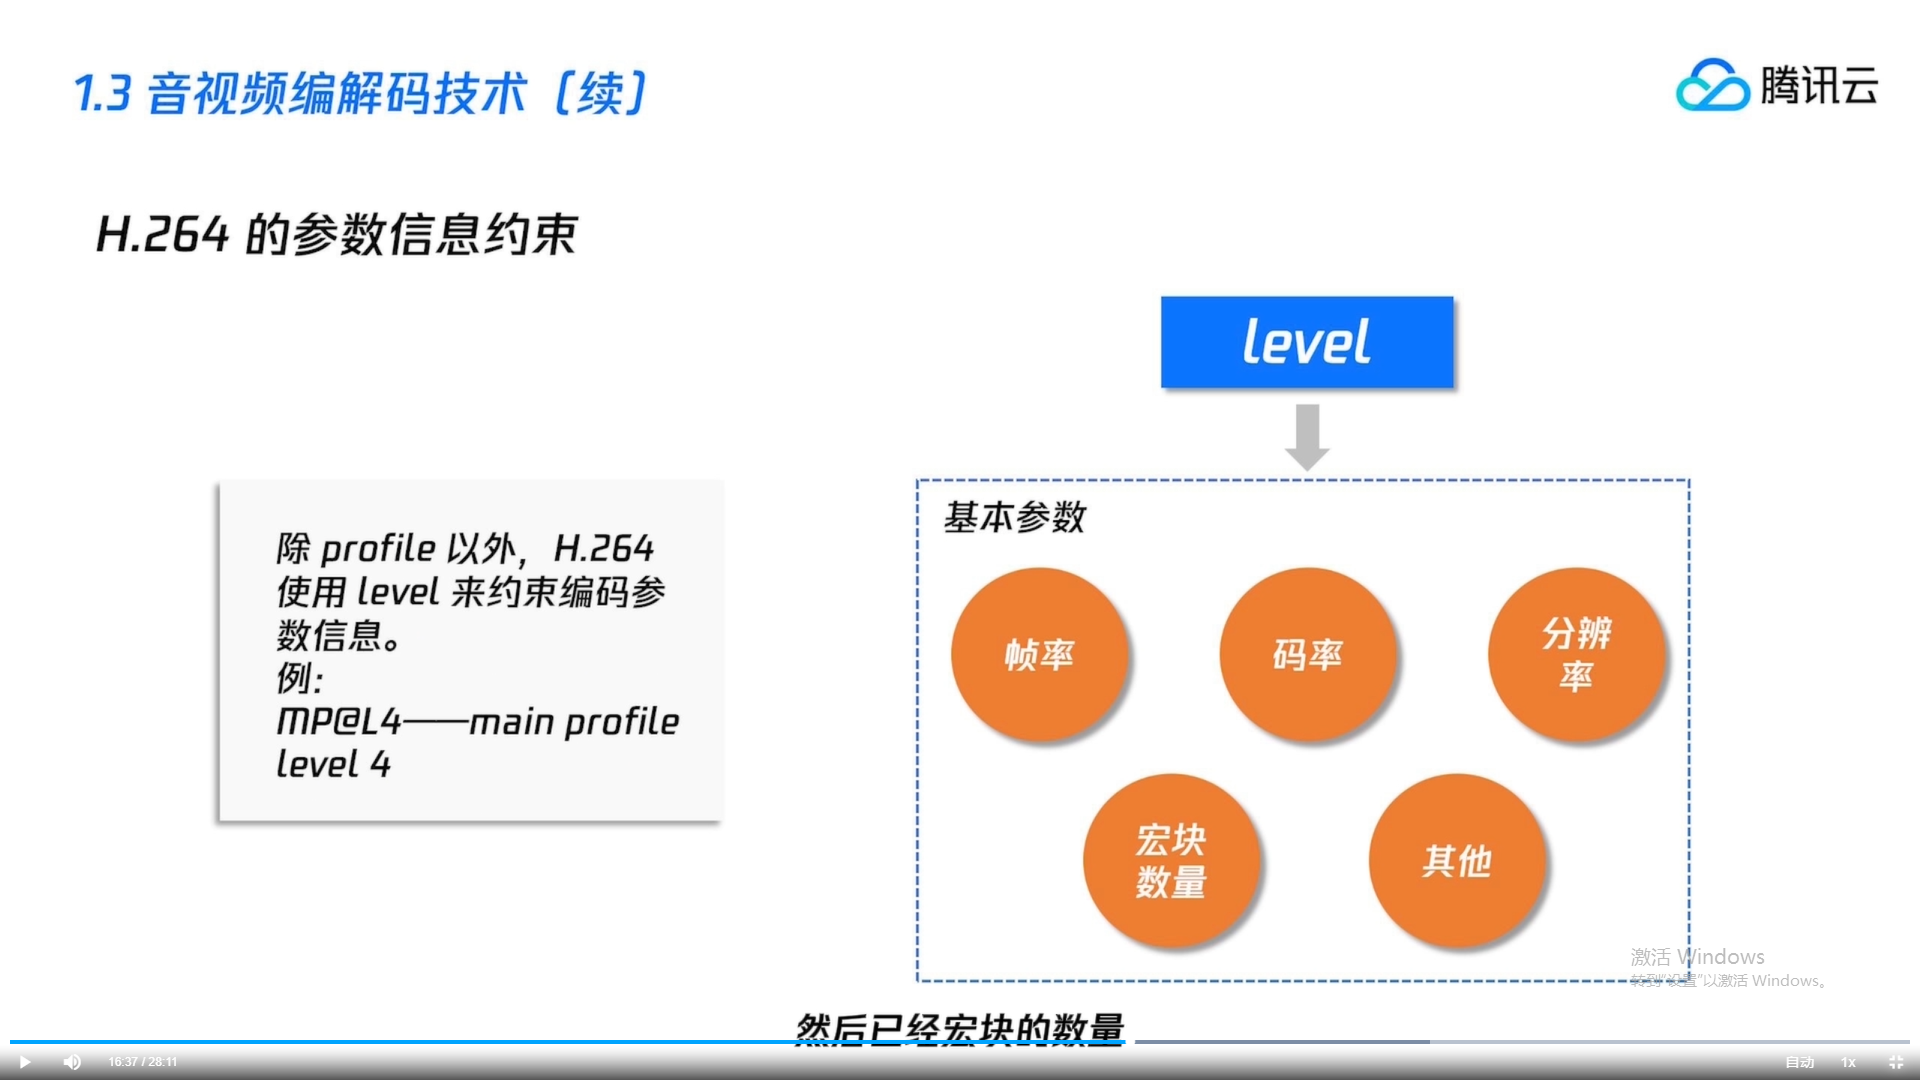 1.3 音视频编解码技术（续）
腾讯云
H.264 的参数信息约束
level
除 profile 以外，H.264
使用 level 来约束编码参
数信息。
例：
MP@L4——main profile
level 4
基本参数
帧率
码率
分辨
率
宏块
数量
其他
激活 Windows
转到“设置”以激活 Windows。
然后已经宏块的数量
16:37 / 28:11
自动
1x